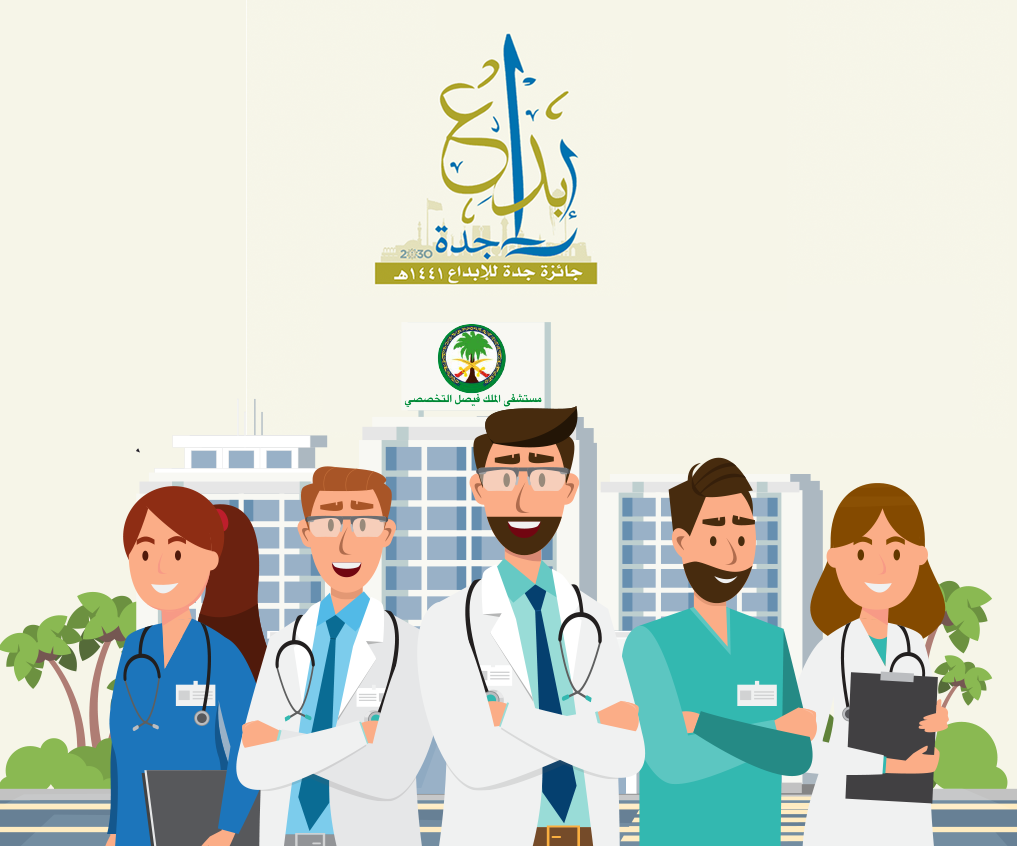 إبداع
جدة
2030
جائزة جدة للإبداع ١٤٤١هـ
مستشفى الملك فيصل التخصصي